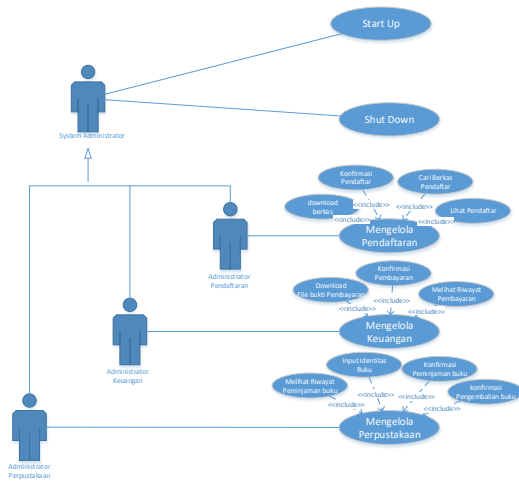 Start Up
System Administrator
Shut Down
Konfirmasi
Pendaftar
Cari Berkas
Pendaftar
<<include>>
<<include>>
download
berkas
Lihat Pendaftar
<<include>>
<<include>>
Mengelola
Pendaftaran
Administrator
Pendaftaran
Konfirmasi
Pembayaran
Download
File bukti Pembayaran
Melihat Riwayat
Pembayaran
<<include>>
<<include>>
<<include>>
Mengelola
Keuangan
Administrator
Keuangan
Input Identitas
Buku
Konfirmasi
Peminjaman buku
Melihat Riwayat
Peminjaman buku
konfirmasi
Pengembalian buku
<<include>>
<<include>>
<<include>>
<<include>>
Mengelola
Perpustakaan
Administrator
Perpustakaan